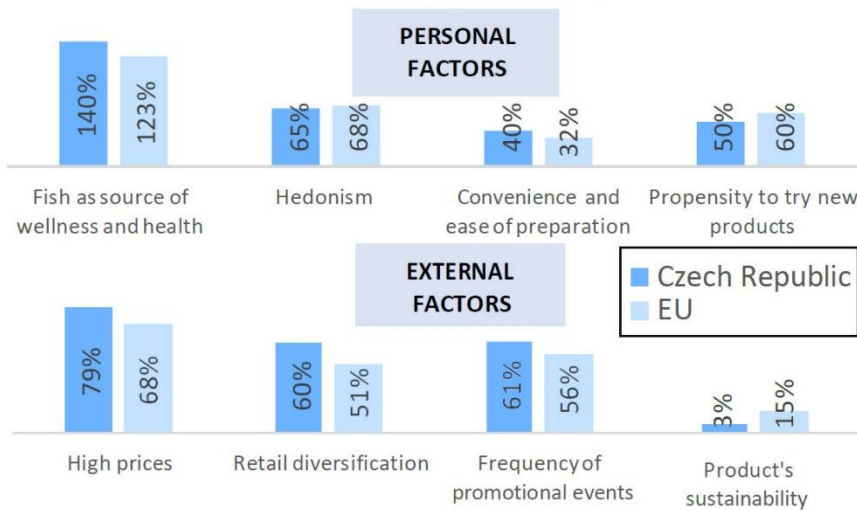 PERSONAL
FACTORS
140%
123%
65%
68%
40%
32%
50%
60%
Fish as source of
wellness and health
Hedonism
Convenience and
ease of preparation
Propensity to try new
products
EXTERNAL
FACTORS
Czech Republic
EU
79%
68%
60%
51%
61%
56%
3%
15%
High prices
Retail diversification
Frequency of
promotional events
Product's
sustainability